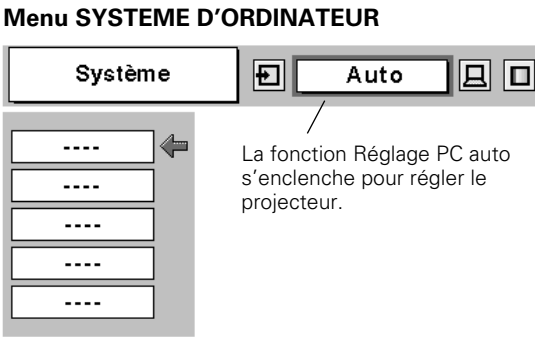 Menu SYSTEME D'ORDINATEUR
Système
Auto
----
----
----
----
----
La fonction Réglage PC auto
s'enclenche pour régler le
projecteur.